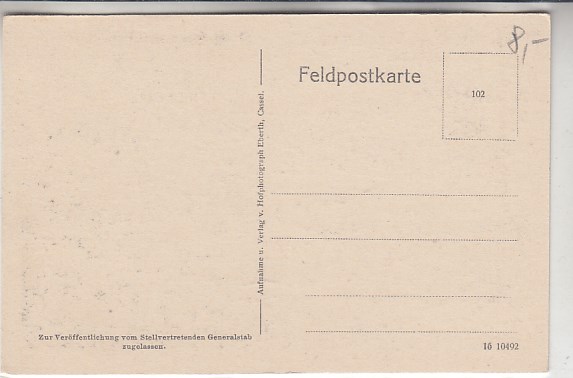 8,-
Feldpostkarte
102
Aufnahme u. Verlag v. Hofphotograph Eberth, Cassel.
Zur Veröffentlichung vom Stellvertretenden Generalstab
zugelassen.
16 10492